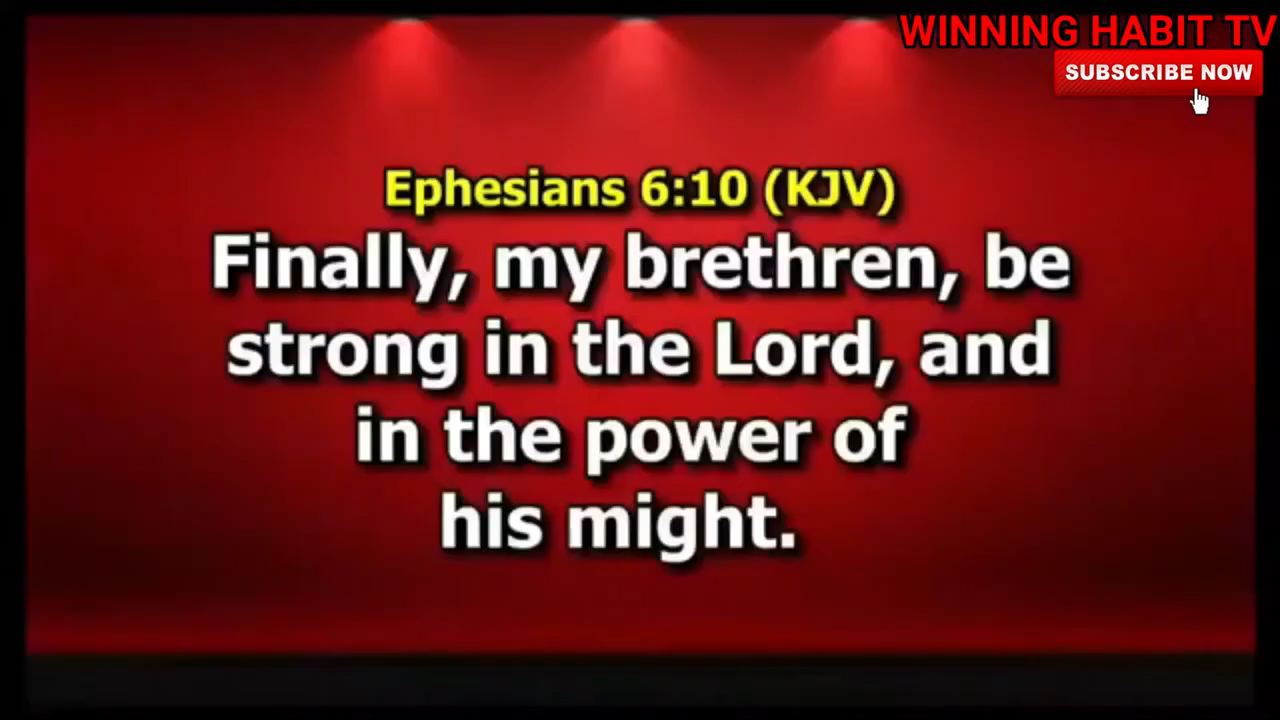 WINNING HABIT TV
SUBSCRIBE NOW
Ephesians 6:10 (KJV)
Finally, my brethren, be
strong in the Lord, and
in the power of
his might.